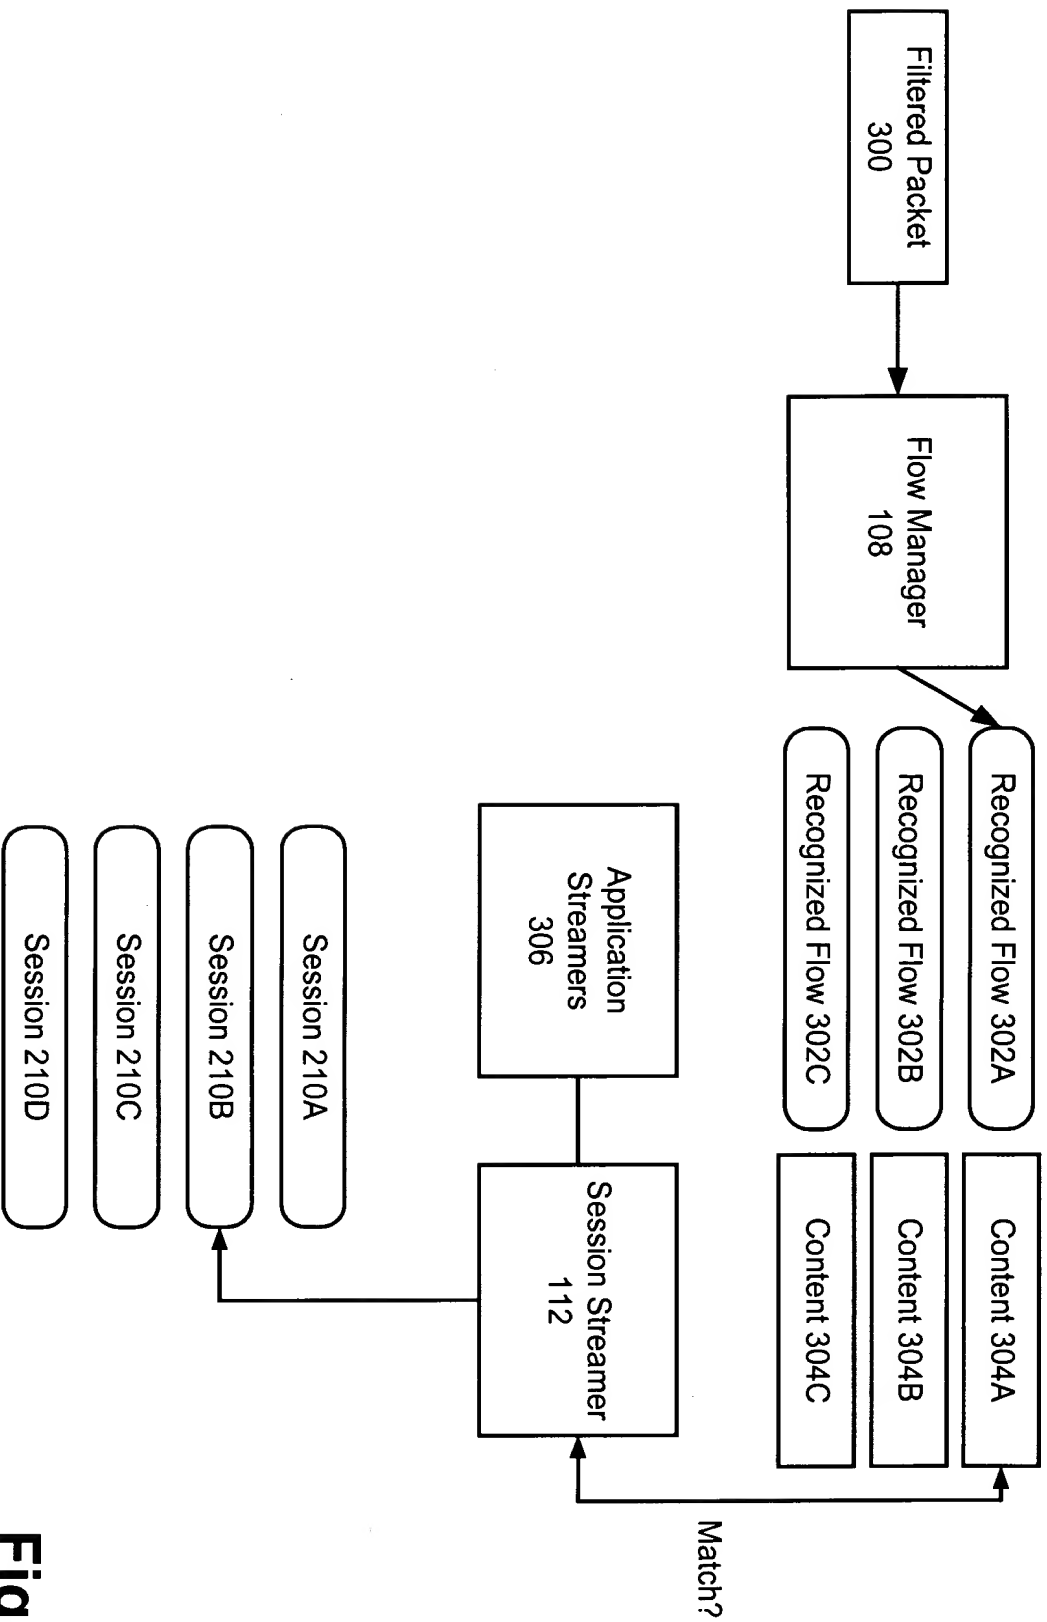 Filtered Packet
300
Flow Manager
108
Recognized Flow 302A
Recognized Flow 302B
Recognized Flow 302C
Content 304A
Content 304B
Content 304C
Match?
Application
Streamers
306
Session Streamer
112
Session 210A
Session 210B
Session 210C
Session 210D
Fig